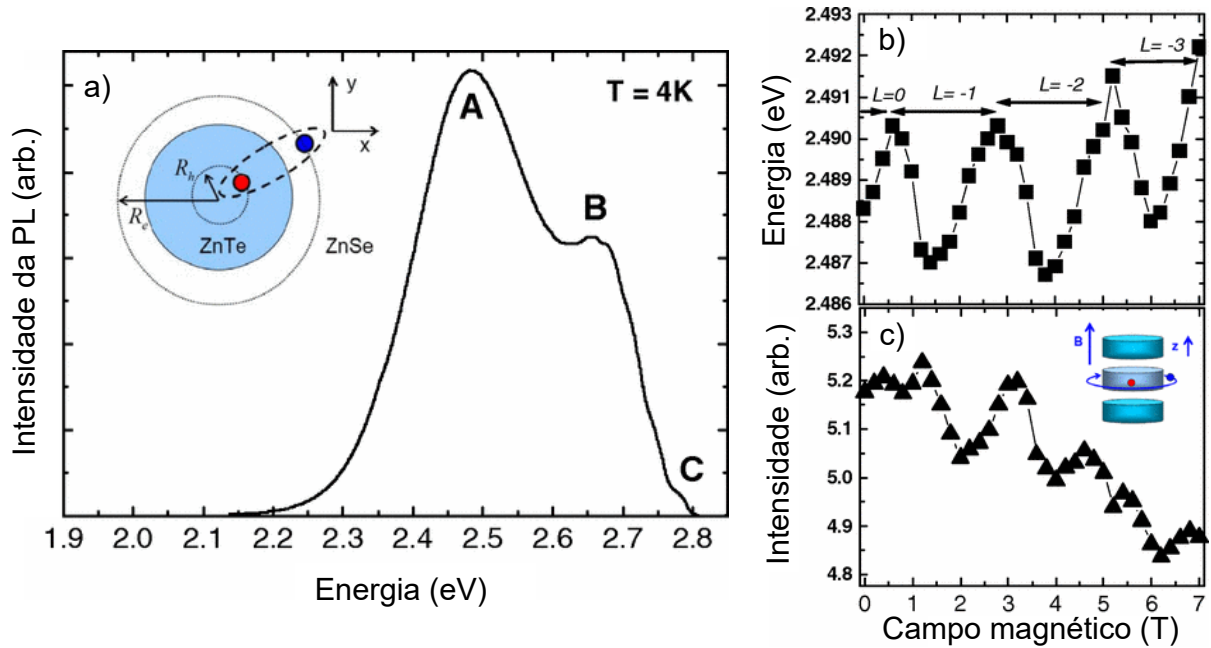 a)
T = 4K
A
B
C
y
x
R_h
R_e
ZnTe
ZnSe
Intensidade da PL (arb.)
1.9 2.0 2.1 2.2 2.3 2.4 2.5 2.6 2.7 2.8
Energia (eV)
b)
L=0
L= -1
L= -2
L= -3
2.493
2.492
2.491
2.490
2.489
2.488
2.487
2.486
Energia (eV)
c)
B
z
5.3
5.2
5.1
5.0
4.9
4.8
Intensidade (arb.)
0 1 2 3 4 5 6 7
Campo magnético (T)